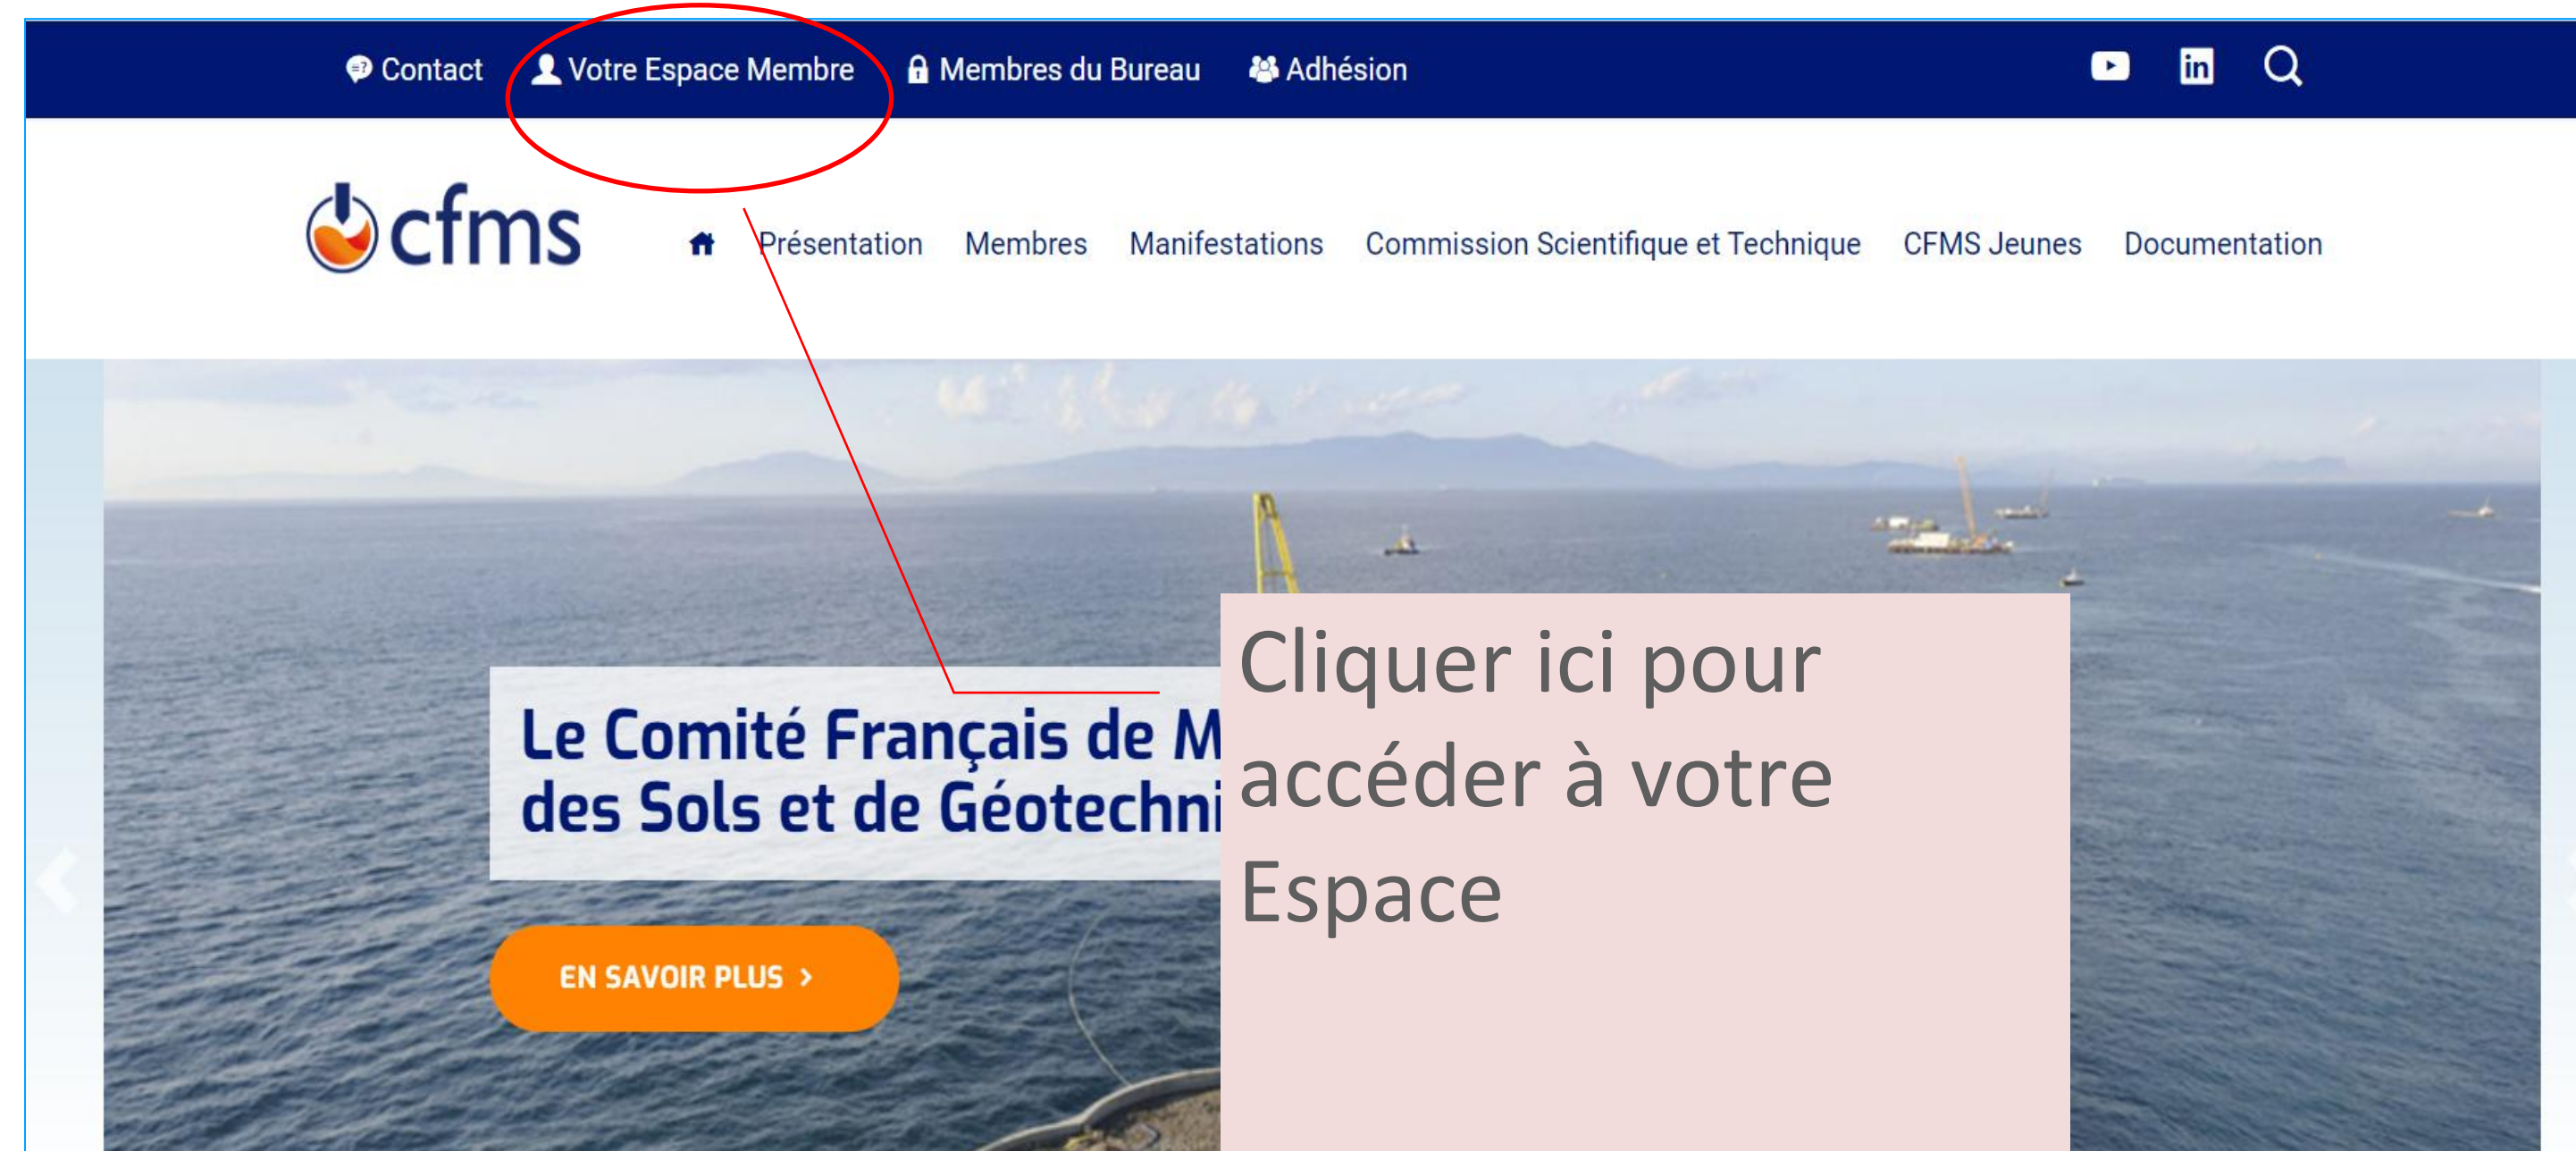 Contact Votre Espace Membre Membres du Bureau Adhésion
in
cfms
Présentation Membres Manifestations Commission Scientifique et Technique CFMS Jeunes Documentation
Le Comité Français de
des Sols et de
EN SAVOIR PLUS
Cliquer ici pour
accéder à votre
Espace